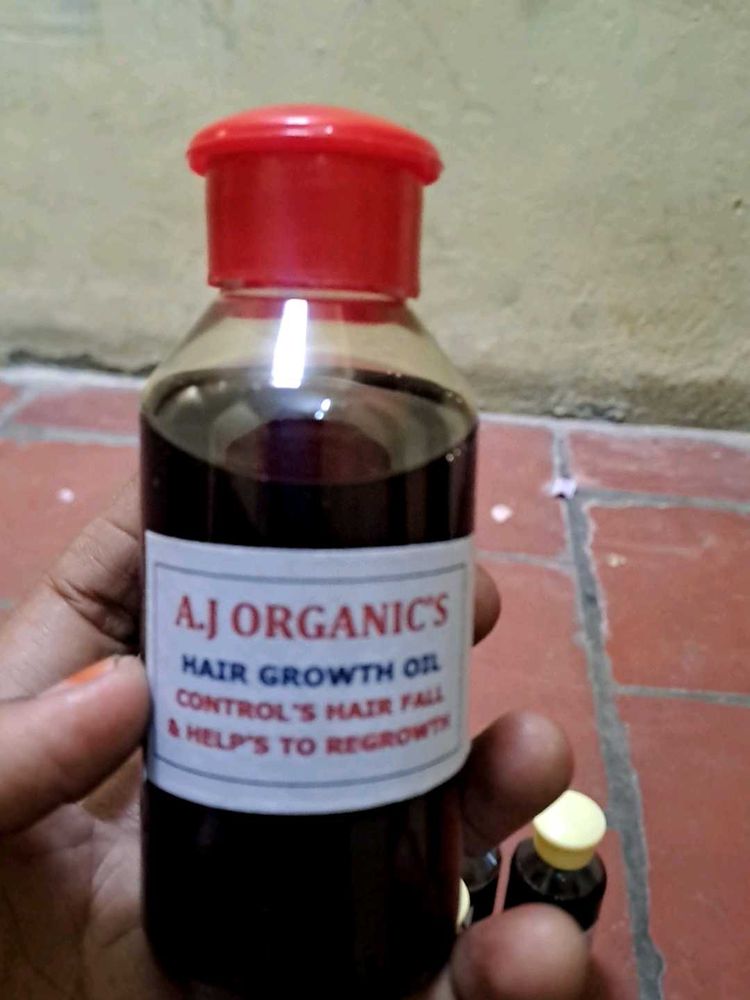 A.J ORGANIC'S
HAIR GROWTH OIL
CONTROL'S HAIR FALL
& HELP'S TO REGROWTH